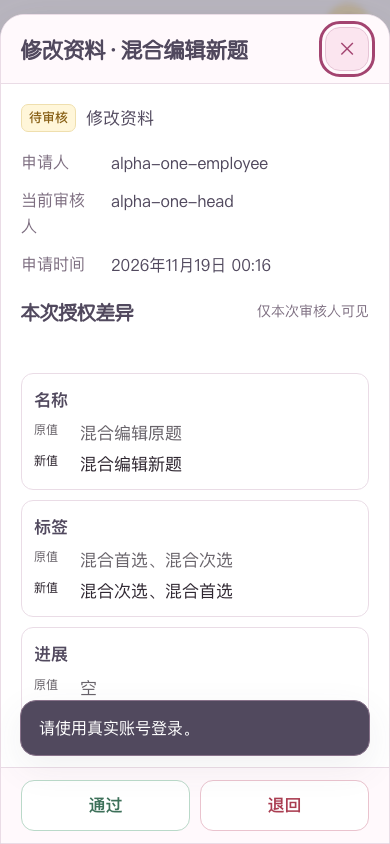 修改资料 · 混合编辑新题
待审核 修改资料
申请人 alpha-one-employee
当前审核人 alpha-one-head
申请时间 2026年11月19日 00:16
本次授权差异 仅本次审核人可见
名称
原值 混合编辑原题
新值 混合编辑新题
标签
原值 混合首选、混合次选
新值 混合次选、混合首选
进展
原值 空
请使用真实账号登录。
通过 退回